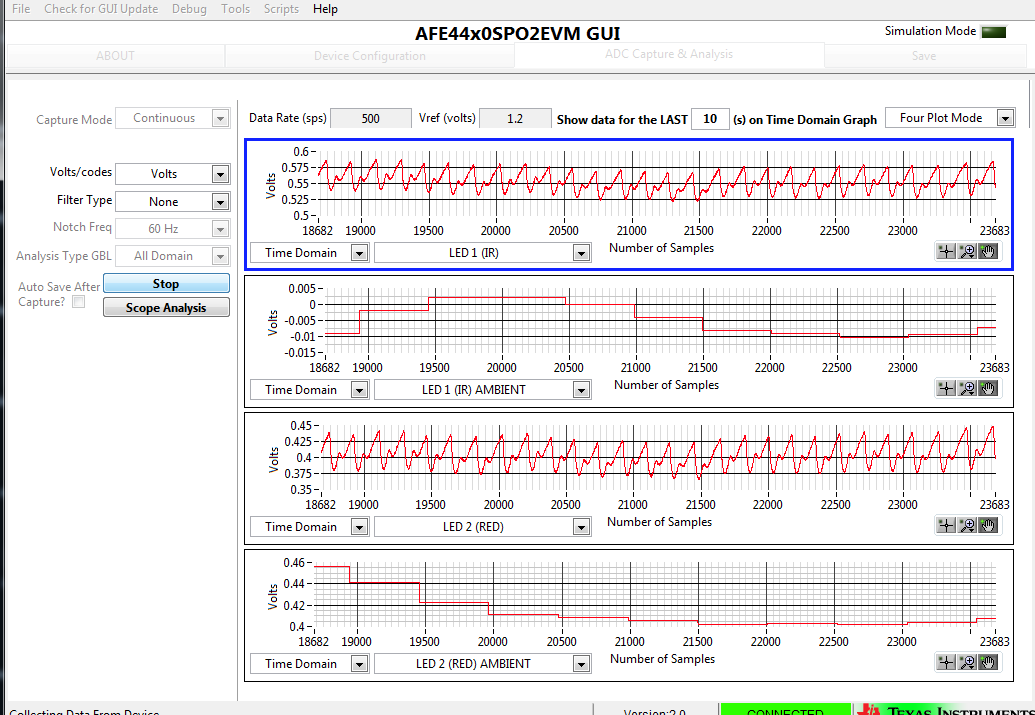 File Check for GUI Update Debug Tools Scripts Help
AFE44x0SPO2EVM GUI
Simulation Mode
ABOUT Device Configuration ADC Capture & Analysis Save
Capture Mode Continuous
Data Rate (sps) 500 Vref (volts) 1.2 Show data for the LAST 10 (s) on Time Domain Graph Four Plot Mode
Volts/codes Volts
Filter Type None
Notch Freq 60 Hz
Analysis Type GBL All Domain
Auto Save After Capture?
Stop
Scope Analysis
Volts
0.6
0.575
0.55
0.525
0.5
18682 19000 19500 20000 20500 21000 21500 22000 22500 23000 23683
Time Domain LED 1 (IR) Number of Samples
Volts
0.005
0
-0.005
-0.01
-0.015
18682 19000 19500 20000 20500 21000 21500 22000 22500 23000 23683
Time Domain LED 1 (IR) AMBIENT Number of Samples
Volts
0.45
0.425
0.4
0.375
0.35
18682 19000 19500 20000 20500 21000 21500 22000 22500 23000 23683
Time Domain LED 2 (RED) Number of Samples
Volts
0.46
0.44
0.42
0.4
18682 19000 19500 20000 20500 21000 21500 22000 22500 23000 23683
Time Domain LED 2 (RED) AMBIENT Number of Samples
Collecting Data From Device Version:2.0 CONNECTED TEXAS INSTRUMENTS